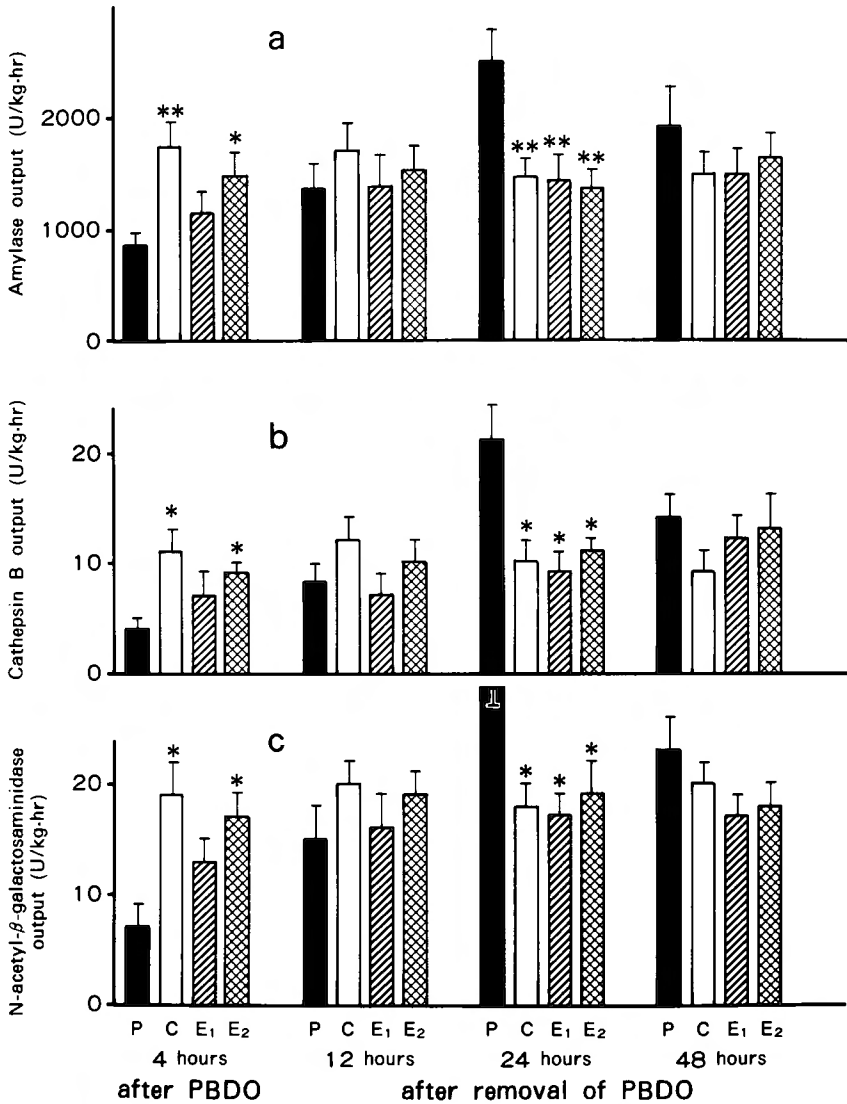 a
Amylase output (U/kg·hr)
2000
1000
0
** * ** ** **
b
Cathepsin B output (U/kg·hr)
20
10
0
* * * * *
c
N-acetyl-β-galactosaminidase
output (U/kg·hr)
20
10
0
* * * * *
P C E₁ E₂ P C E₁ E₂ P C E₁ E₂ P C E₁ E₂
4 hours 12 hours 24 hours 48 hours
after PBDO after removal of PBDO